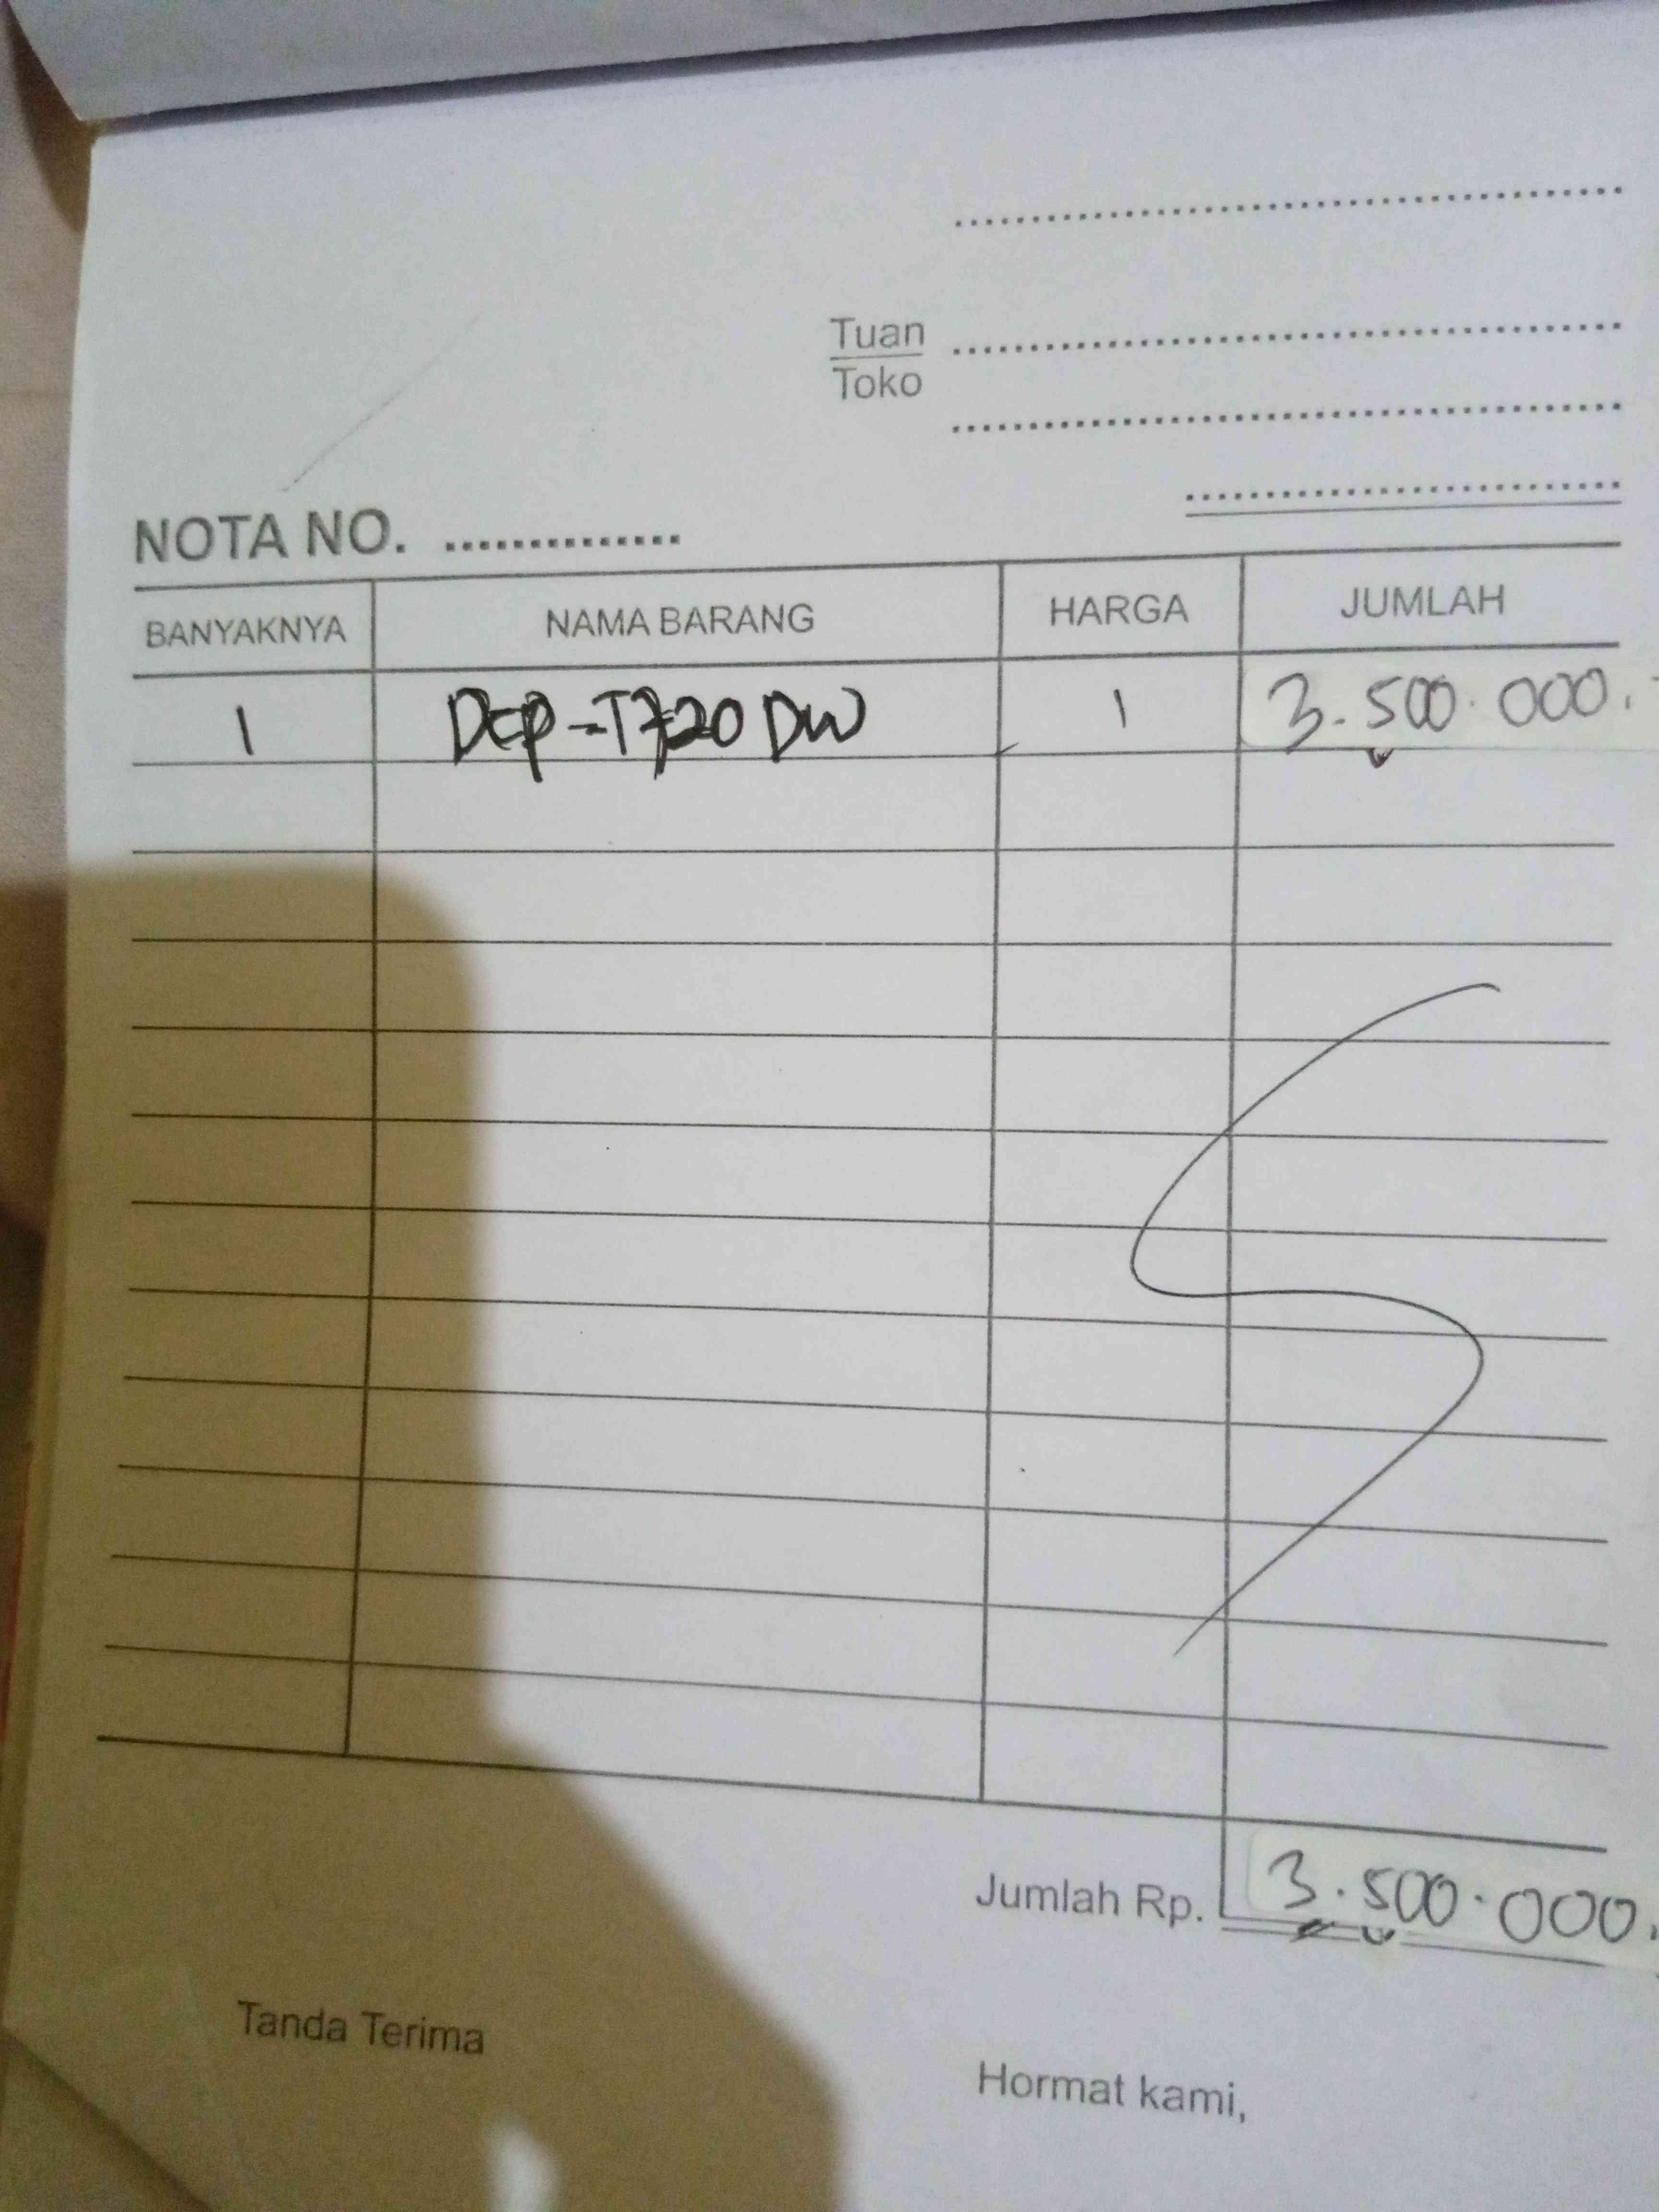 Tuan
Toko
NOTA NO. ..............
BANYAKNYA NAMA BARANG HARGA JUMLAH
1 DCP-T720 DW 1 3.500.000.
Jumlah Rp. 3.500.000.
Tanda Terima
Hormat kami,